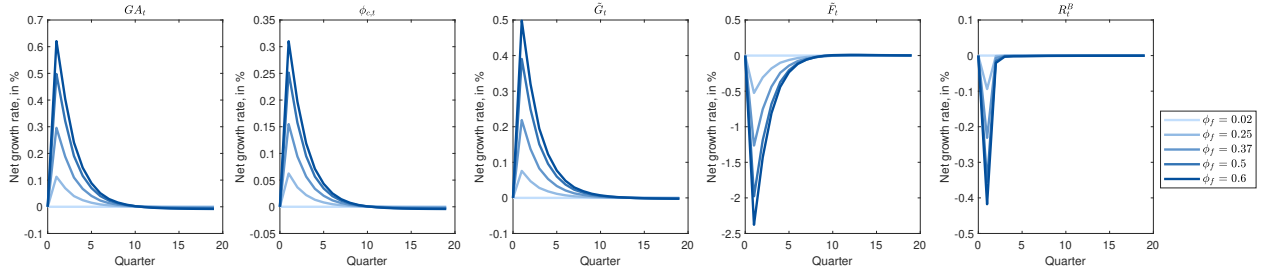 GA_t
Net growth rate, in %
0.7
0.6
0.5
0.4
0.3
0.2
0.1
0
-0.1
0 5 10 15 20
Quarter
ϕ_{c,t}
Net growth rate, in %
0.35
0.3
0.25
0.2
0.15
0.1
0.05
0
-0.05
0 5 10 15 20
Quarter
G̃_t
Net growth rate, in %
0.5
0.4
0.3
0.2
0.1
0
-0.1
0 5 10 15 20
Quarter
F̃_t
Net growth rate, in %
0.5
0
-0.5
-1
-1.5
-2
-2.5
0 5 10 15 20
Quarter
R_t^B
Net growth rate, in %
0.1
0
-0.1
-0.2
-0.3
-0.4
-0.5
0 5 10 15 20
Quarter
ϕ_f = 0.02
ϕ_f = 0.25
ϕ_f = 0.37
ϕ_f = 0.5
ϕ_f = 0.6